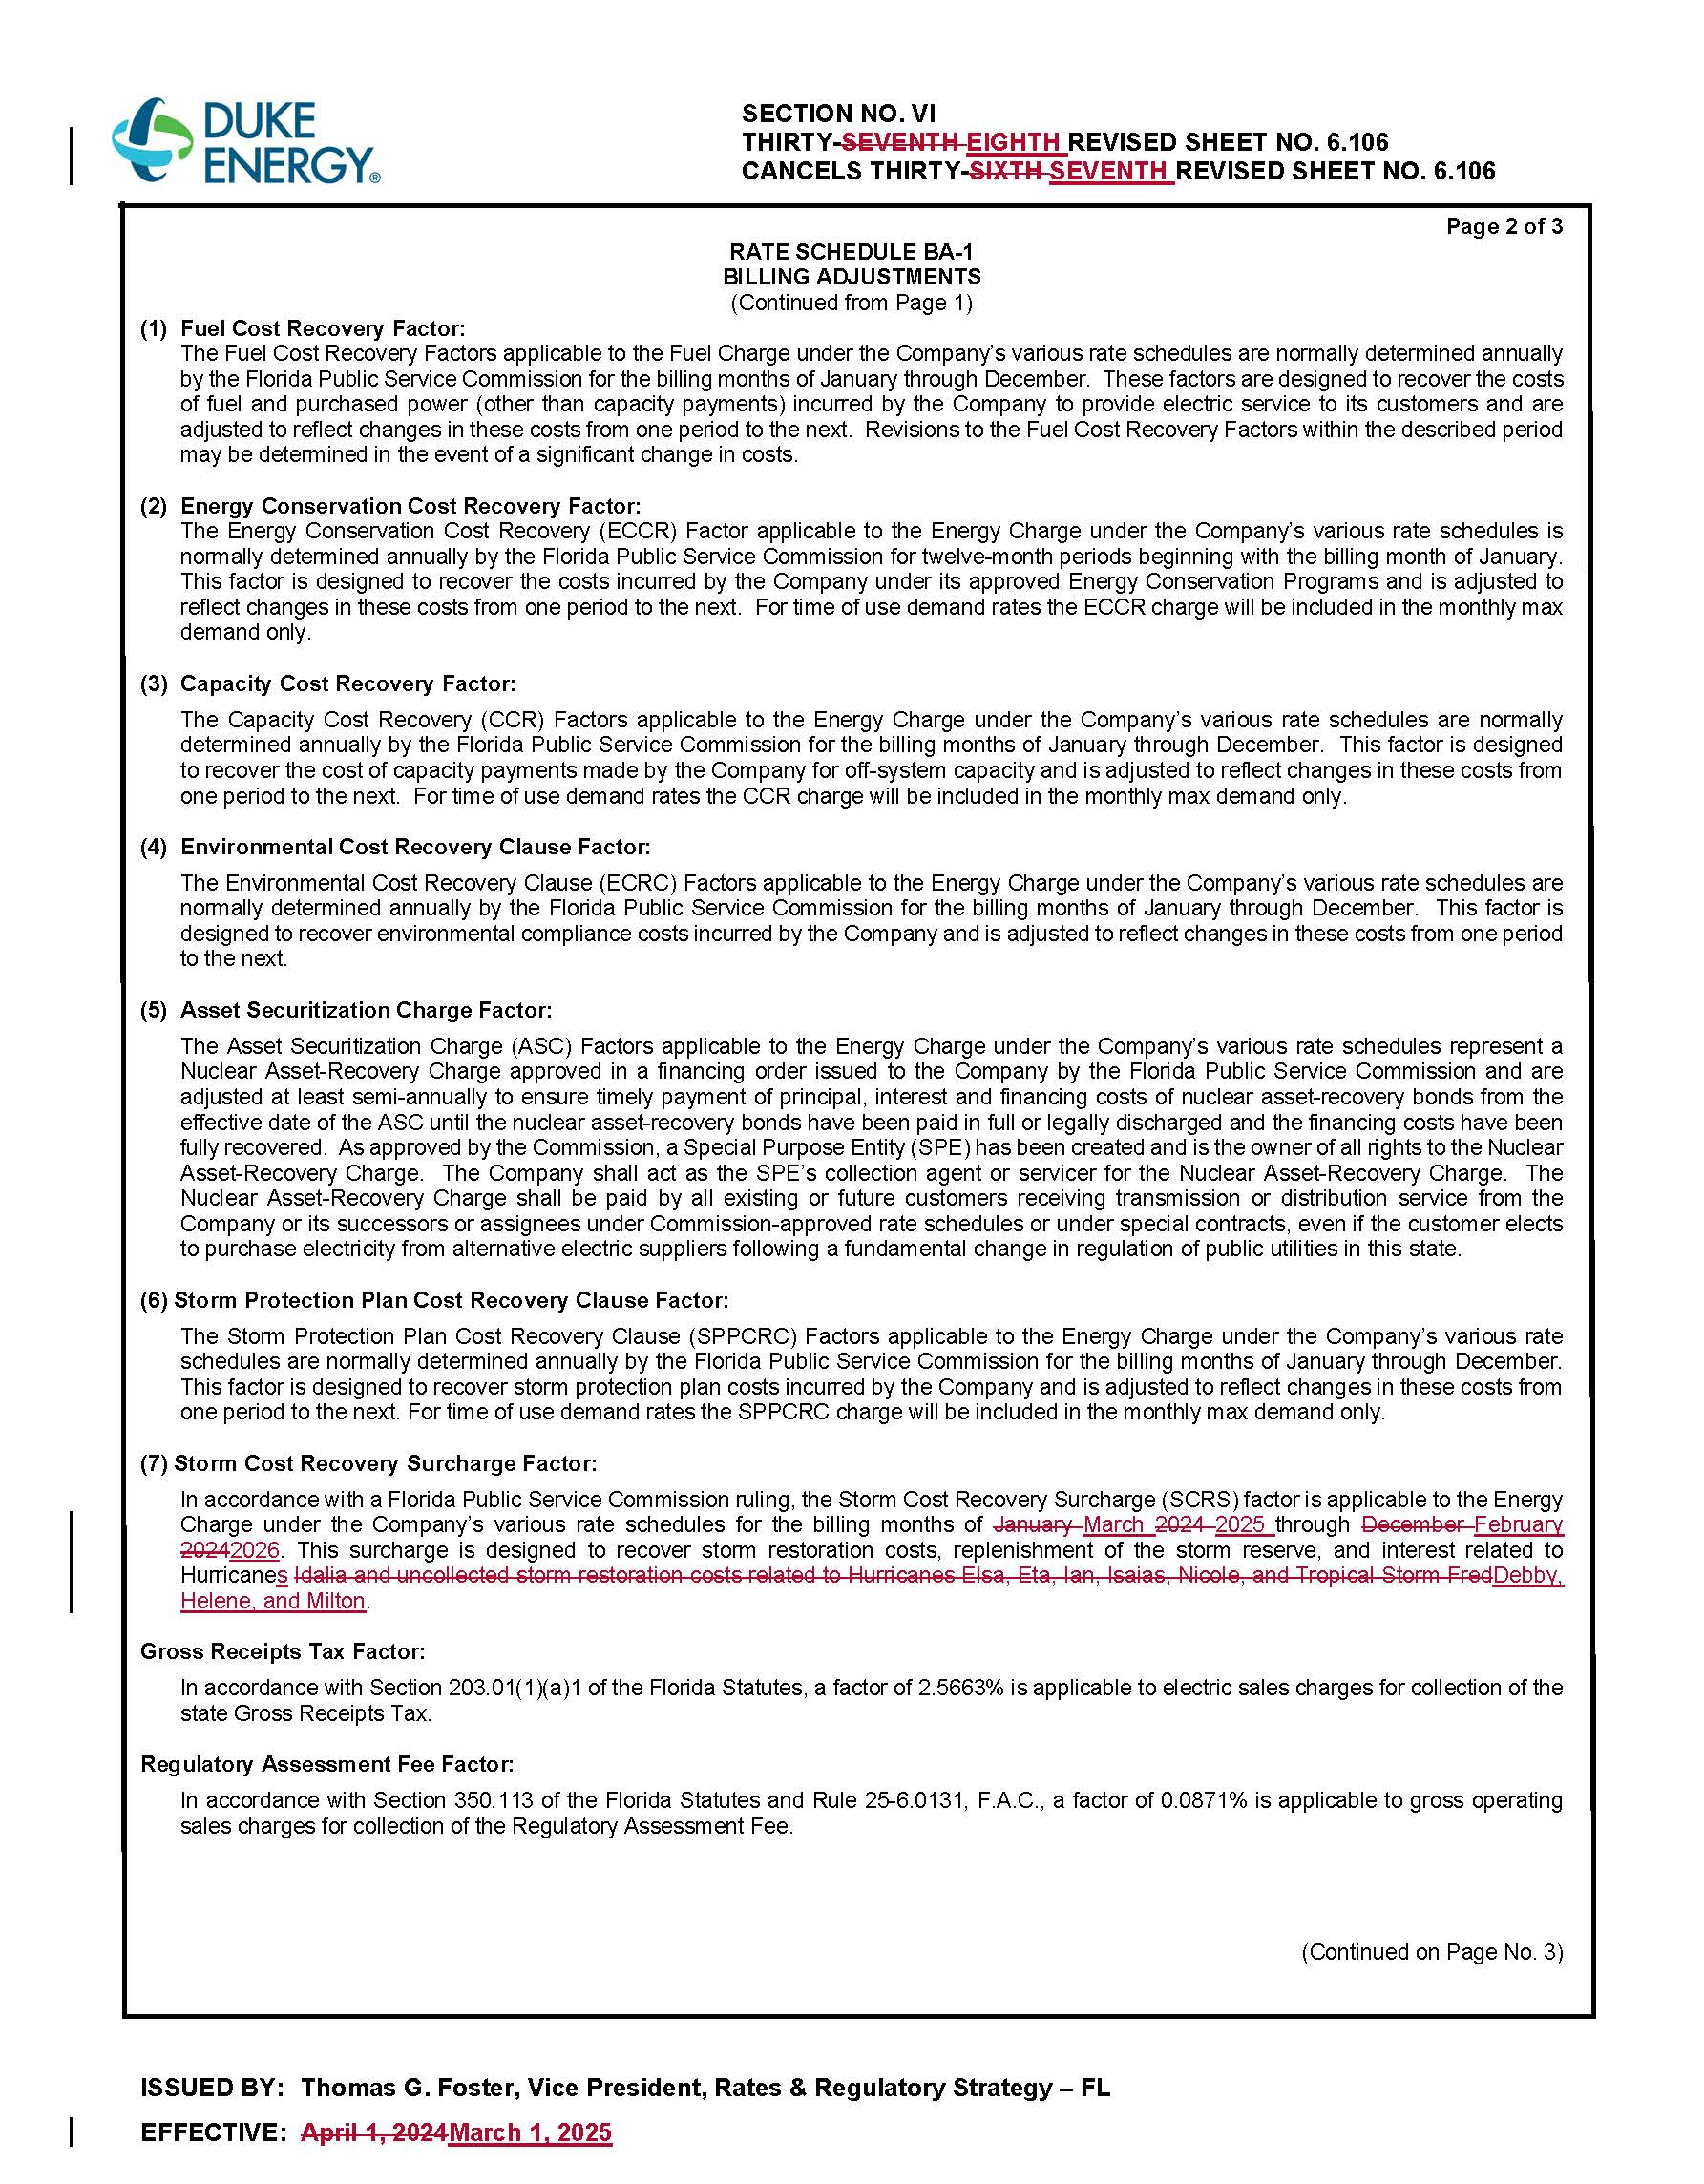 DUKE
ENERGY®
SECTION NO. VI
THIRTY-SEVENTH EIGHTH REVISED SHEET NO. 6.106
CANCELS THIRTY-SIXTH SEVENTH REVISED SHEET NO. 6.106
Page 2 of 3
RATE SCHEDULE BA-1
BILLING ADJUSTMENTS
(Continued from Page 1)
(1) Fuel Cost Recovery Factor:
The Fuel Cost Recovery Factors applicable to the Fuel Charge under the Company’s various rate schedules are normally determined annually
by the Florida Public Service Commission for the billing months of January through December. These factors are designed to recover the costs
of fuel and purchased power (other than capacity payments) incurred by the Company to provide electric service to its customers and are
adjusted to reflect changes in these costs from one period to the next. Revisions to the Fuel Cost Recovery Factors within the described period
may be determined in the event of a significant change in costs.
(2) Energy Conservation Cost Recovery Factor:
The Energy Conservation Cost Recovery (ECCR) Factor applicable to the Energy Charge under the Company’s various rate schedules is
normally determined annually by the Florida Public Service Commission for twelve-month periods beginning with the billing month of January.
This factor is designed to recover the costs incurred by the Company under its approved Energy Conservation Programs and is adjusted to
reflect changes in these costs from one period to the next. For time of use demand rates the ECCR charge will be included in the monthly max
demand only.
(3) Capacity Cost Recovery Factor:
The Capacity Cost Recovery (CCR) Factors applicable to the Energy Charge under the Company’s various rate schedules are normally
determined annually by the Florida Public Service Commission for the billing months of January through December. This factor is designed
to recover the cost of capacity payments made by the Company for off-system capacity and is adjusted to reflect changes in these costs from
one period to the next. For time of use demand rates the CCR charge will be included in the monthly max demand only.
(4) Environmental Cost Recovery Clause Factor:
The Environmental Cost Recovery Clause (ECRC) Factors applicable to the Energy Charge under the Company’s various rate schedules are
normally determined annually by the Florida Public Service Commission for the billing months of January through December. This factor is
designed to recover environmental compliance costs incurred by the Company and is adjusted to reflect changes in these costs from one period
to the next.
(5) Asset Securitization Charge Factor:
The Asset Securitization Charge (ASC) Factors applicable to the Energy Charge under the Company’s various rate schedules represent a
Nuclear Asset-Recovery Charge approved in a financing order issued to the Company by the Florida Public Service Commission and are
adjusted at least semi-annually to ensure timely payment of principal, interest and financing costs of nuclear asset-recovery bonds from the
effective date of the ASC until the nuclear asset-recovery bonds have been paid in full or legally discharged and the financing costs have been
fully recovered. As approved by the Commission, a Special Purpose Entity (SPE) has been created and is the owner of all rights to the Nuclear
Asset-Recovery Charge. The Company shall act as the SPE’s collection agent or servicer for the Nuclear Asset-Recovery Charge. The
Nuclear Asset-Recovery Charge shall be paid by all existing or future customers receiving transmission or distribution service from the
Company or its successors or assignees under Commission-approved rate schedules or under special contracts, even if the customer elects
to purchase electricity from alternative electric suppliers following a fundamental change in regulation of public utilities in this state.
(6) Storm Protection Plan Cost Recovery Clause Factor:
The Storm Protection Plan Cost Recovery Clause (SPPCRC) Factors applicable to the Energy Charge under the Company’s various rate
schedules are normally determined annually by the Florida Public Service Commission for the billing months of January through December.
This factor is designed to recover storm protection plan costs incurred by the Company and is adjusted to reflect changes in these costs from
one period to the next. For time of use demand rates the SPPCRC charge will be included in the monthly max demand only.
(7) Storm Cost Recovery Surcharge Factor:
In accordance with a Florida Public Service Commission ruling, the Storm Cost Recovery Surcharge (SCRS) factor is applicable to the Energy
Charge under the Company’s various rate schedules for the billing months of January March 2024 2025 through December February
20242026. This surcharge is designed to recover storm restoration costs, replenishment of the storm reserve, and interest related to
Hurricanes Idalia and uncollected storm restoration costs related to Hurricanes Elsa, Eta, Ian, Isaias, Nicole, and Tropical Storm FredDebby,
Helene, and Milton.
Gross Receipts Tax Factor:
In accordance with Section 203.01(1)(a)1 of the Florida Statutes, a factor of 2.5663% is applicable to electric sales charges for collection of the
state Gross Receipts Tax.
Regulatory Assessment Fee Factor:
In accordance with Section 350.113 of the Florida Statutes and Rule 25-6.0131, F.A.C., a factor of 0.0871% is applicable to gross operating
sales charges for collection of the Regulatory Assessment Fee.
(Continued on Page No. 3)
ISSUED BY: Thomas G. Foster, Vice President, Rates & Regulatory Strategy – FL
EFFECTIVE: April 1, 2024March 1, 2025